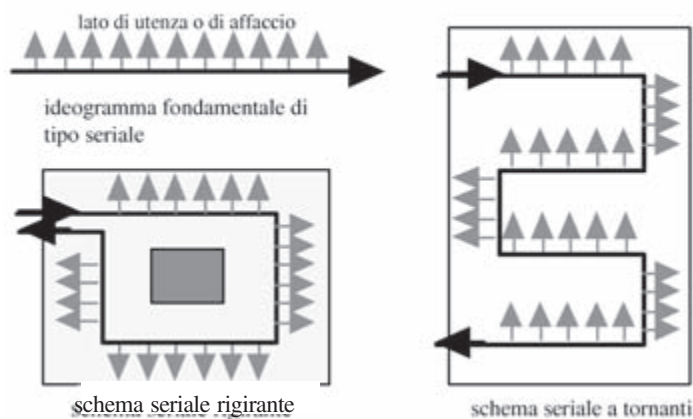 lato di utenza o di affaccio
ideogramma fondamentale di
tipo seriale
schema seriale rigirante
schema seriale a tornanti